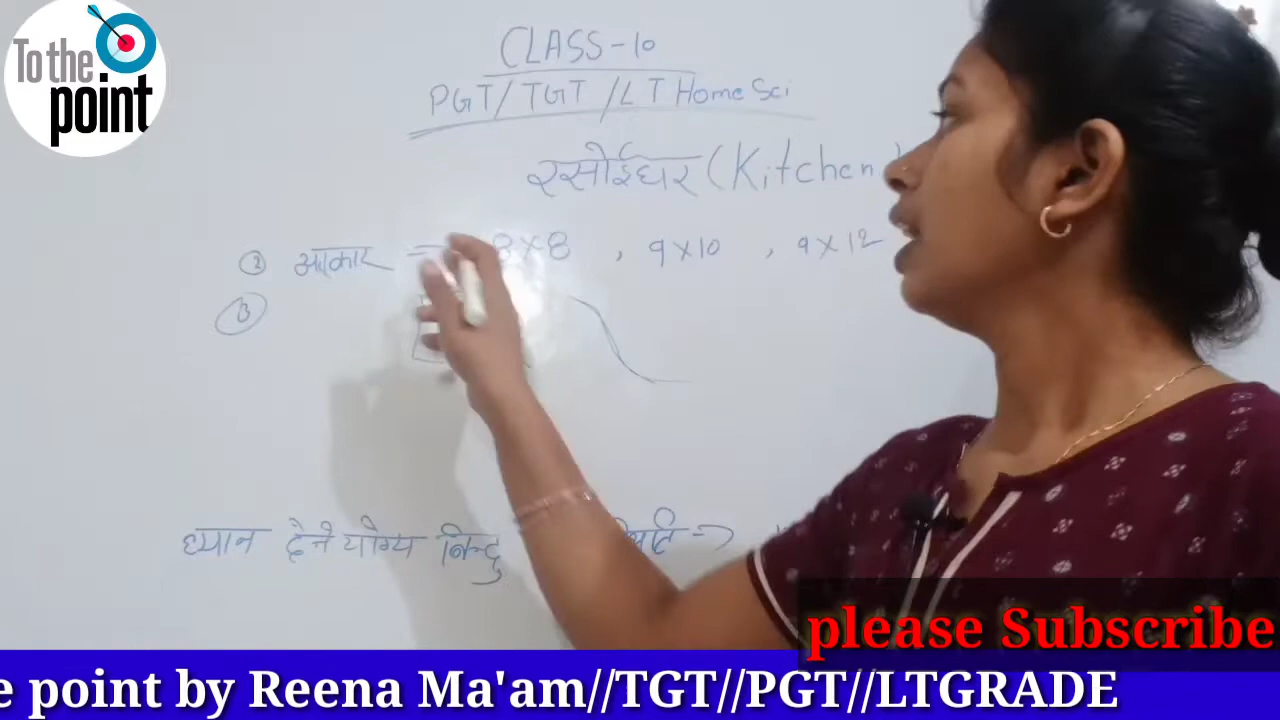 To the
point
CLASS-10
PGT/TGT/LT Home Sci
रसोईघर (Kitchen
② आकार = 8×8 , 9×10 , 9×12
③
ध्यान देने योग्य बिन्दु
please Subscribe
e point by Reena Ma'am//TGT//PGT//LTGRADE